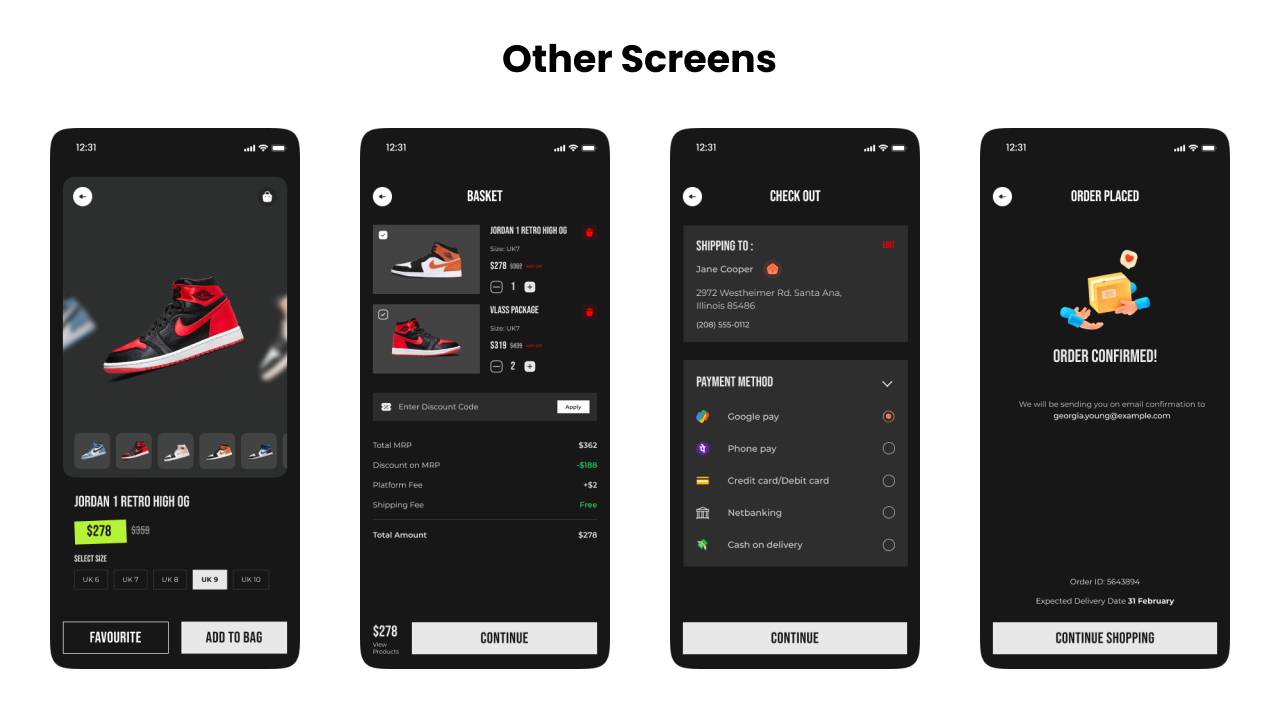 Other Screens
12:31
JORDAN 1 RETRO HIGH OG
$278 $359
SELECT SIZE
UK 6 UK 7 UK 8 UK 9 UK 10
FAVOURITE ADD TO BAG
12:31
BASKET
JORDAN 1 RETRO HIGH OG
Size: UK7
$278
1
VLASS PACKAGE
Size: UK7
$319
2
Enter Discount Code Apply
Total MRP $362
Discount on MRP -$188
Platform Fee +$2
Shipping Fee Free
Total Amount $278
$278
View
Products
CONTINUE
12:31
CHECK OUT
SHIPPING TO : EDIT
Jane Cooper
2972 Westheimer Rd. Santa Ana,
Illinois 85486
(208) 555-0112
PAYMENT METHOD
Google pay
Phone pay
Credit card/Debit card
Netbanking
Cash on delivery
CONTINUE
12:31
ORDER PLACED
ORDER CONFIRMED!
We will be sending you on email confirmation to
georgia.young@example.com
Order ID: 5643894
Expected Delivery Date 31 February
CONTINUE SHOPPING